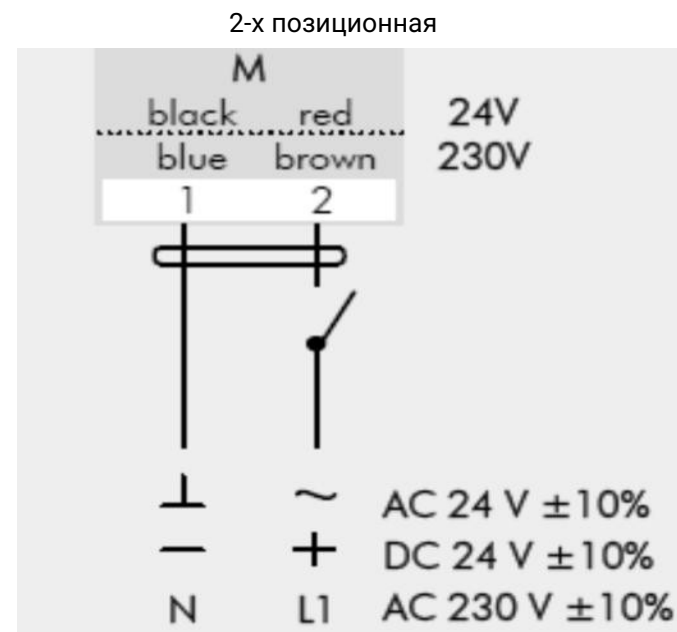 2-х позиционная
M
black red 24V
blue brown 230V
1 2
⊥ ~ AC 24 V ±10%
— + DC 24 V ±10%
N L1 AC 230 V ±10%